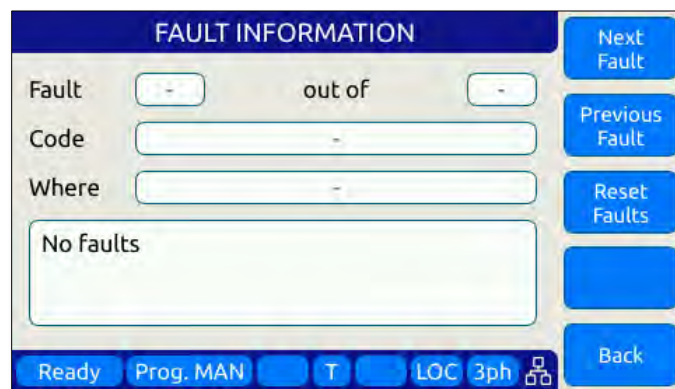 FAULT INFORMATION
Fault - out of -
Code -
Where -
No faults
Next
Fault
Previous
Fault
Reset
Faults
Back
Ready Prog. MAN T LOC 3ph